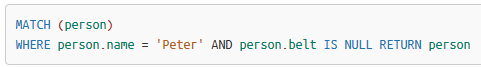 MATCH (person)
WHERE person.name = 'Peter' AND person.belt IS NULL RETURN person